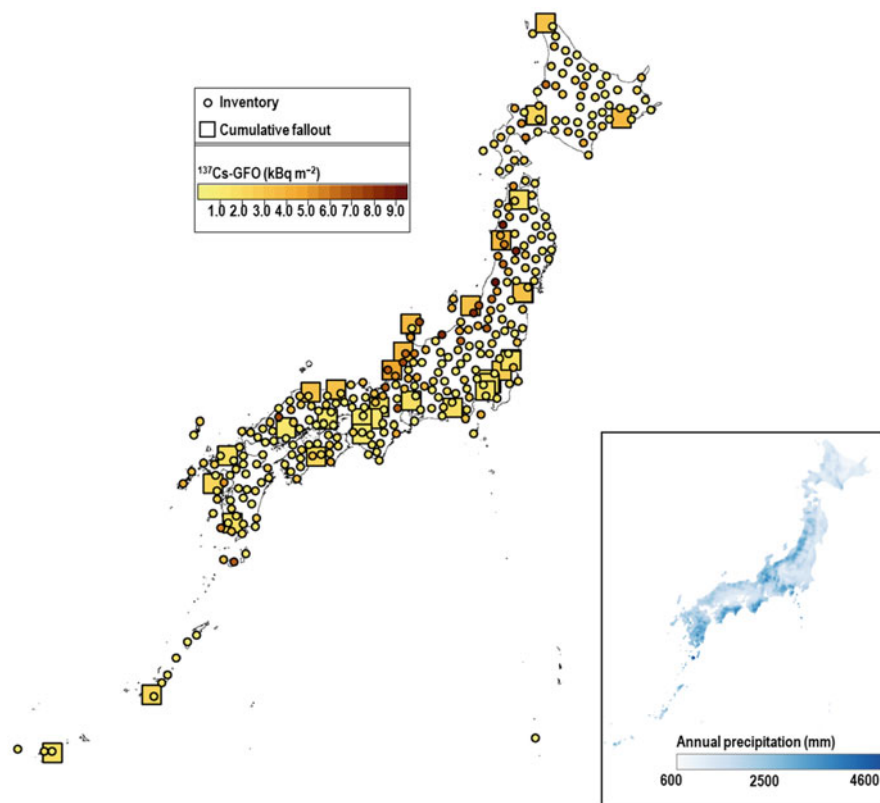 Inventory
Cumulative fallout
¹³⁷Cs-GFO (kBq m⁻²)
1.0 2.0 3.0 4.0 5.0 6.0 7.0 8.0 9.0
Annual precipitation (mm)
600 2500 4600